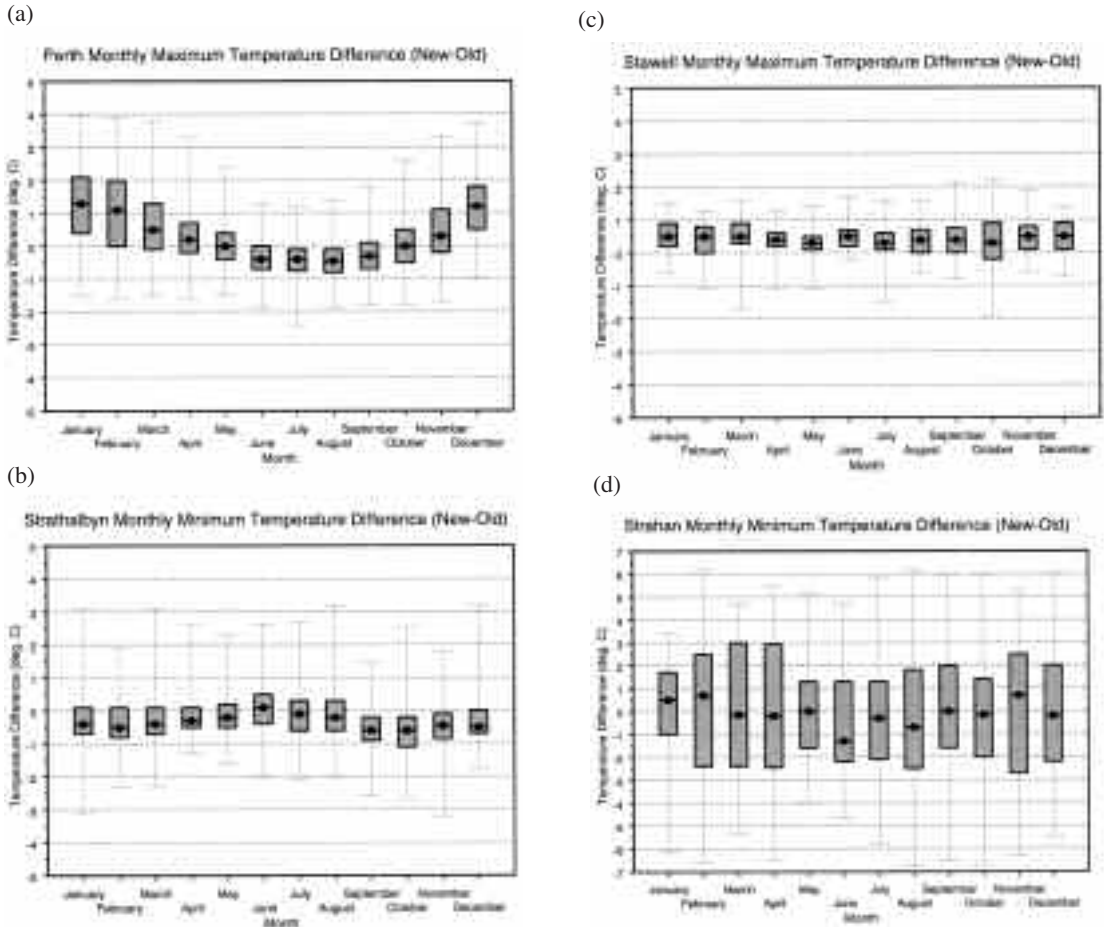 (a)
Perth Monthly Maximum Temperature Difference (New-Old)
Temperature Difference (deg. C)
January March May July September November
February April June August October December
Month
(b)
Strathalbyn Monthly Minimum Temperature Difference (New-Old)
Temperature Difference (deg. C)
January March May July September November
February April June August October December
Month
(c)
Stawell Monthly Maximum Temperature Difference (New-Old)
Temperature Difference (deg. C)
January March May July September November
February April June August October December
Month
(d)
Strahan Monthly Minimum Temperature Difference (New-Old)
Temperature Difference (deg. C)
January March May July September November
February April June August October December
Month